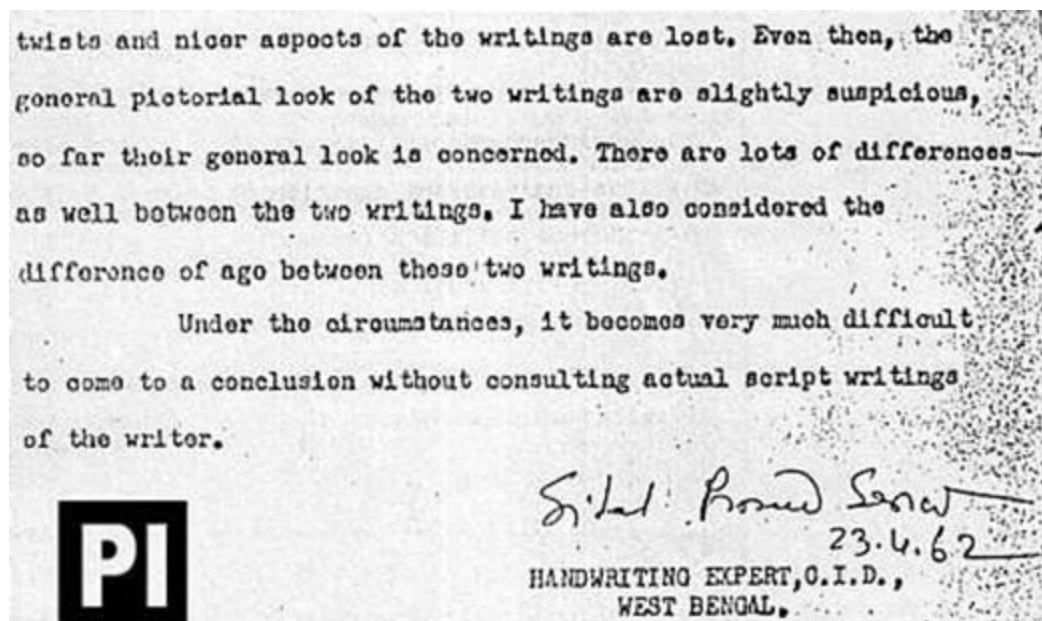 twists and nicer aspects of the writings are lost. Even then, the
general pictorial look of the two writings are slightly suspicious,
so far their general look is concerned. There are lots of differences
as well between the two writings. I have also considered the
difference of age between these two writings.
Under the circumstances, it becomes very much difficult
to come to a conclusion without consulting actual script writings
of the writer.
23.4.62
HANDWRITING EXPERT, C.I.D.,
WEST BENGAL.
PI